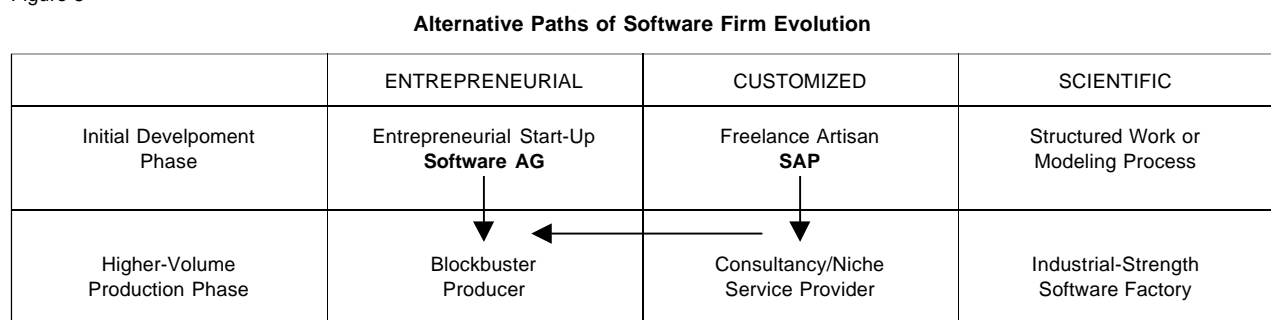 Alternative Paths of Software Firm Evolution
ENTREPRENEURIAL CUSTOMIZED SCIENTIFIC
Initial Develpoment Entrepreneurial Start-Up Freelance Artisan Structured Work or
Phase Software AG SAP Modeling Process
Higher-Volume Blockbuster Consultancy/Niche Industrial-Strength
Production Phase Producer Service Provider Software Factory